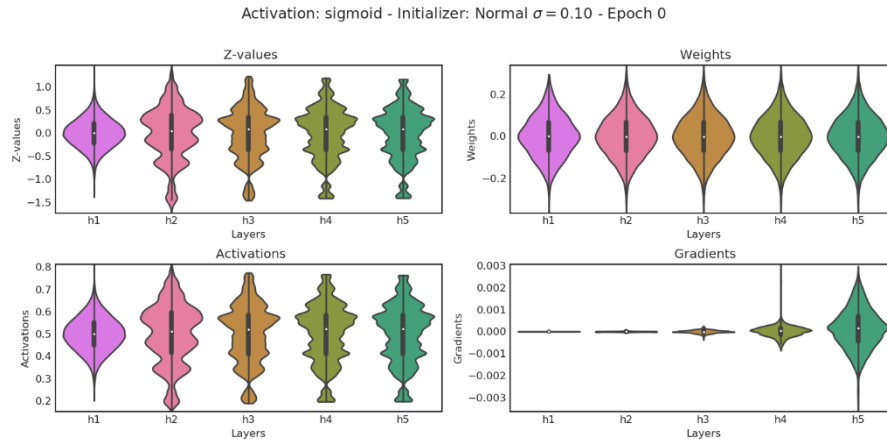 Activation: sigmoid - Initializer: Normal σ = 0.10 - Epoch 0
Z-values
Z-values
1.0
0.5
0.0
−0.5
−1.0
−1.5
h1 h2 h3 h4 h5
Layers
Weights
Weights
0.2
0.0
−0.2
h1 h2 h3 h4 h5
Layers
Activations
Activations
0.8
0.7
0.6
0.5
0.4
0.3
0.2
h1 h2 h3 h4 h5
Layers
Gradients
Gradients
0.003
0.002
0.001
0.000
−0.001
−0.002
−0.003
h1 h2 h3 h4 h5
Layers